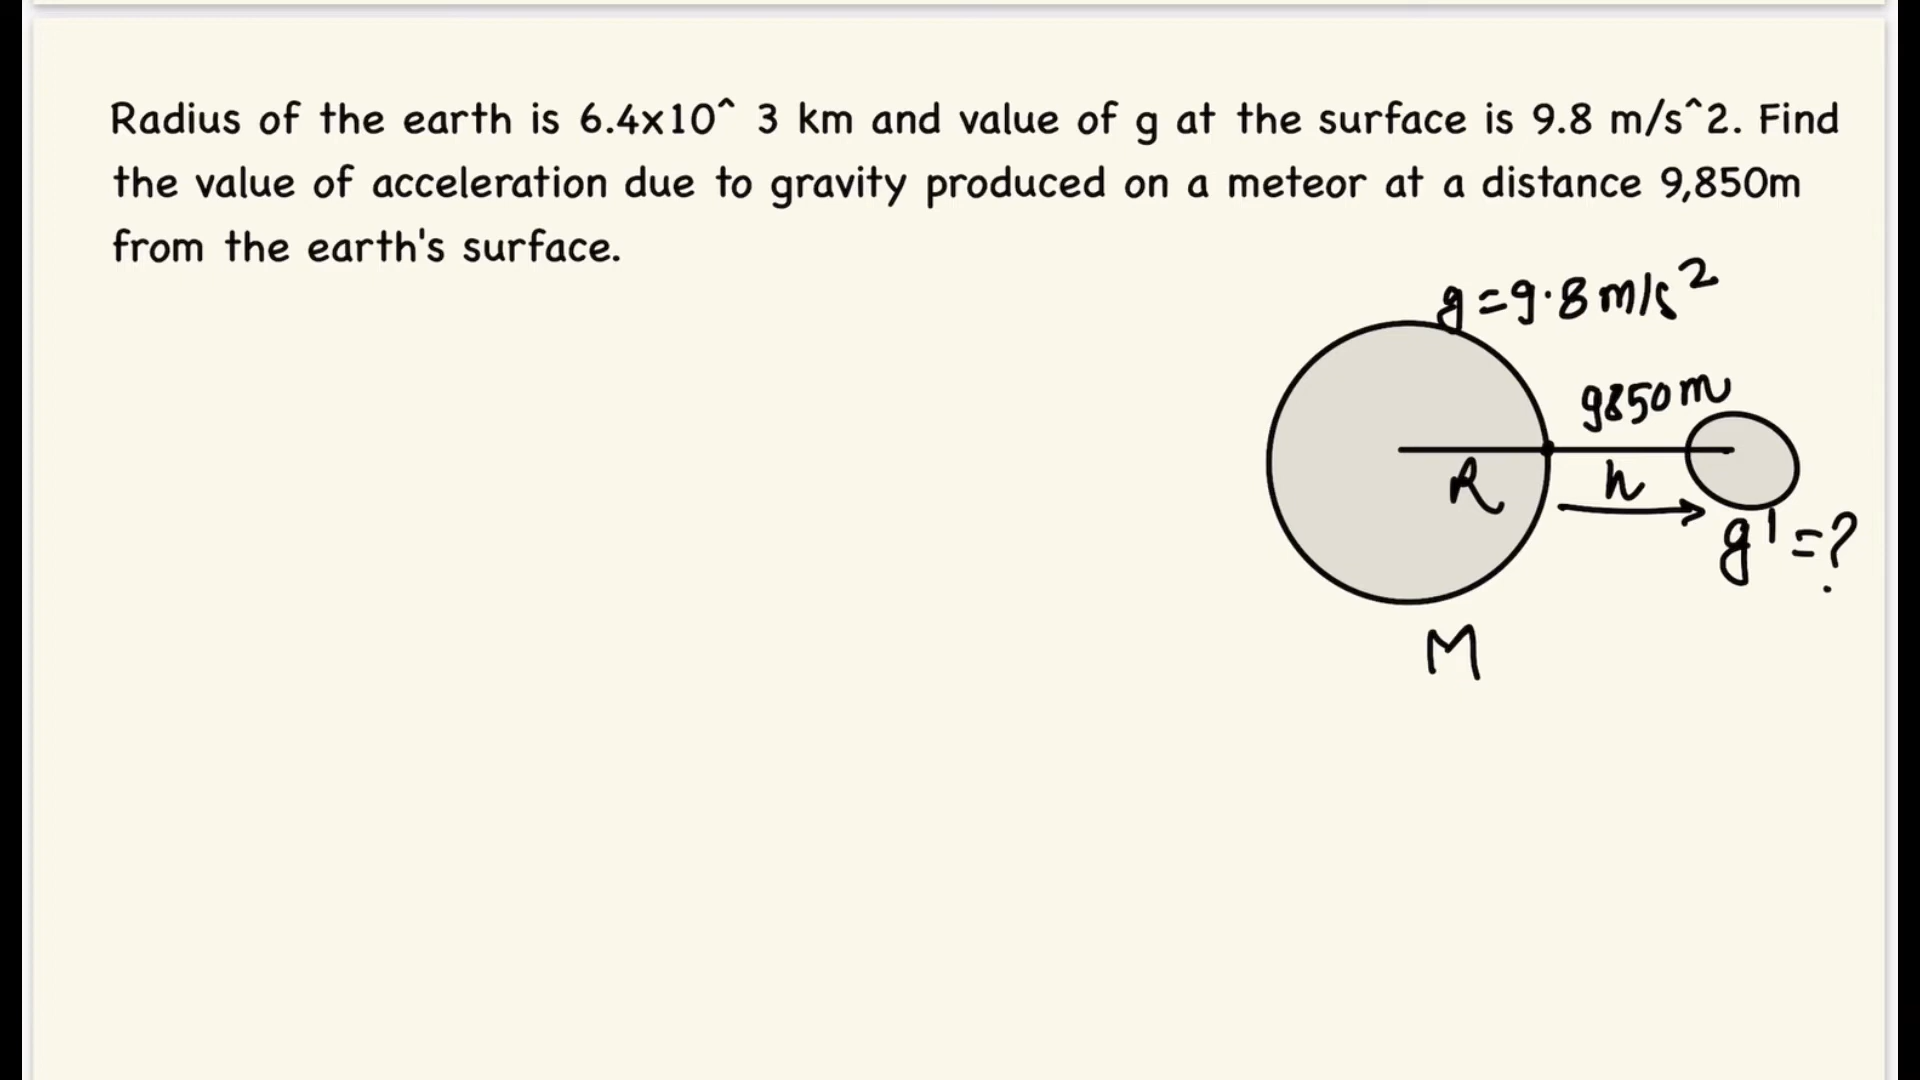 Radius of the earth is 6.4x10^ 3 km and value of g at the surface is 9.8 m/s^2. Find
the value of acceleration due to gravity produced on a meteor at a distance 9,850m
from the earth's surface.
g = 9.8 m/s²
9850m
R
h
g' = ?
M